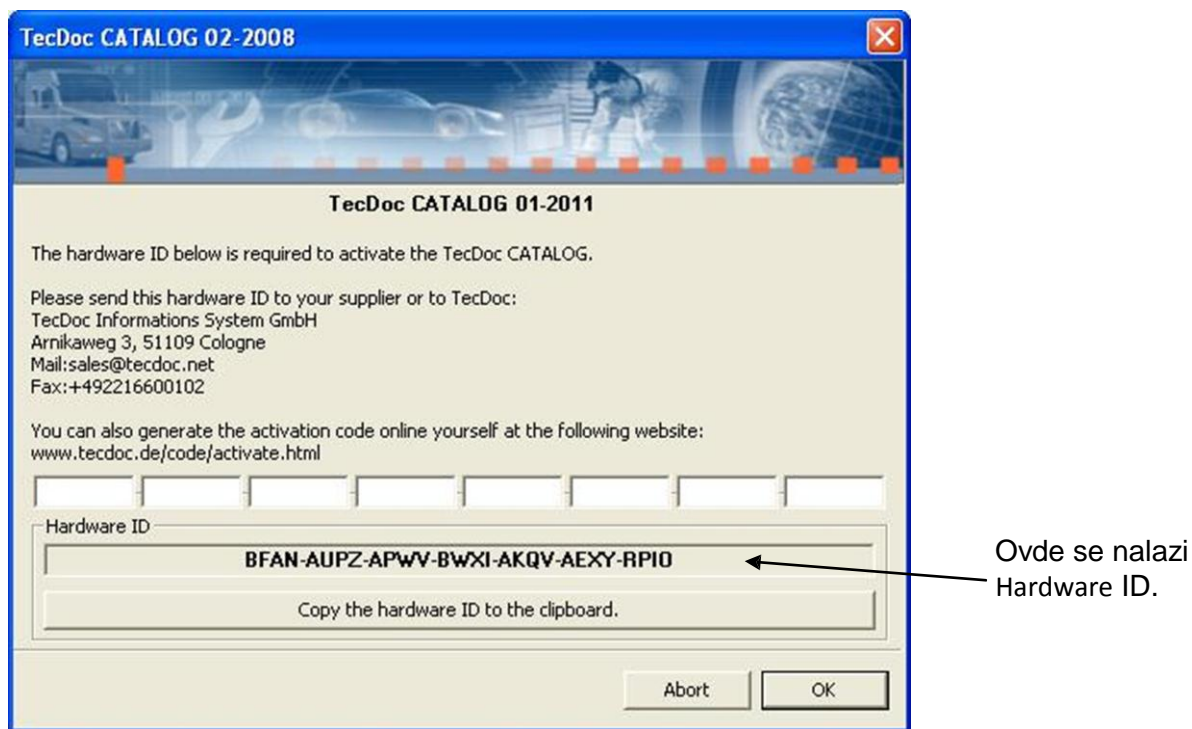 TecDoc CATALOG 02-2008
TecDoc CATALOG 01-2011
The hardware ID below is required to activate the TecDoc CATALOG.
Please send this hardware ID to your supplier or to TecDoc:
TecDoc Informations System GmbH
Arnikaweg 3, 51109 Cologne
Mail:sales@tecdoc.net
Fax:+492216600102
You can also generate the activation code online yourself at the following website:
www.tecdoc.de/code/activate.html
Hardware ID
BFAN-AUPZ-APWV-BWXI-AKQV-AEXY-RPIO
Copy the hardware ID to the clipboard.
Ovde se nalazi
Hardware ID.
Abort
OK